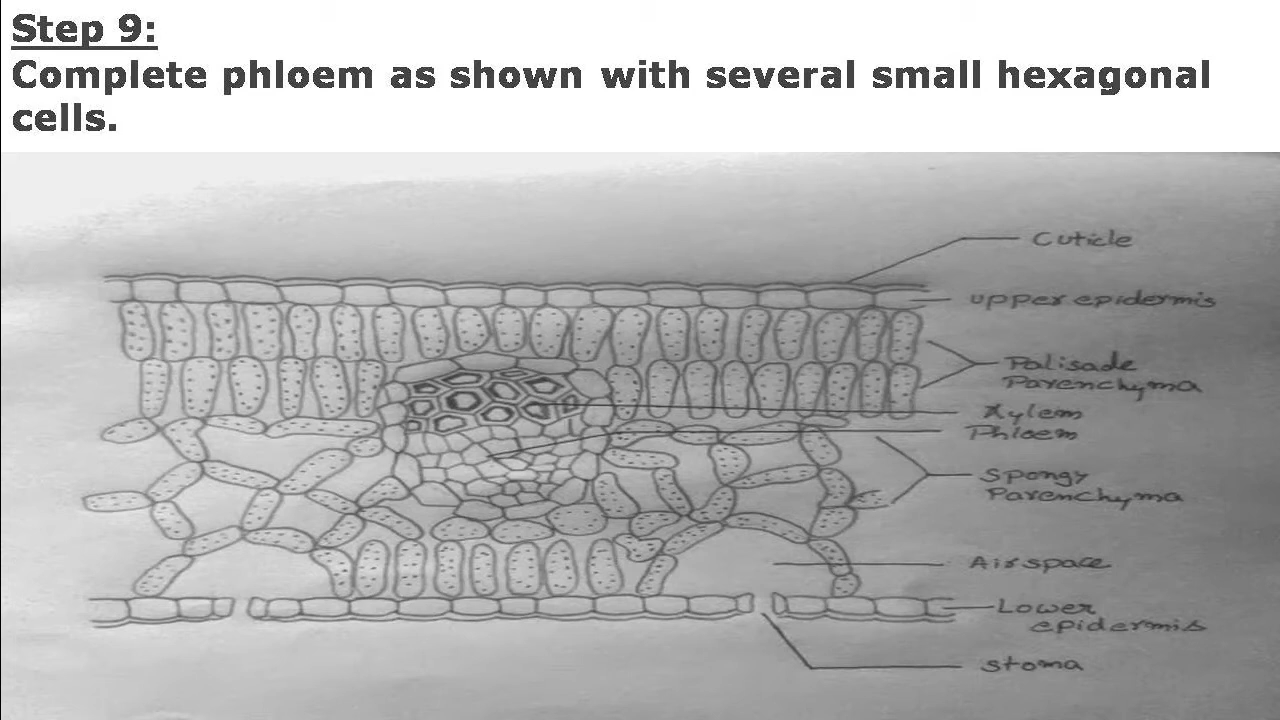 Step 9:
Complete phloem as shown with several small hexagonal
cells.
Cuticle
upper epidermis
Palisade
Parenchyma
Xylem
Phloem
Spongy
Parenchyma
Airspace
Lower
epidermis
stoma